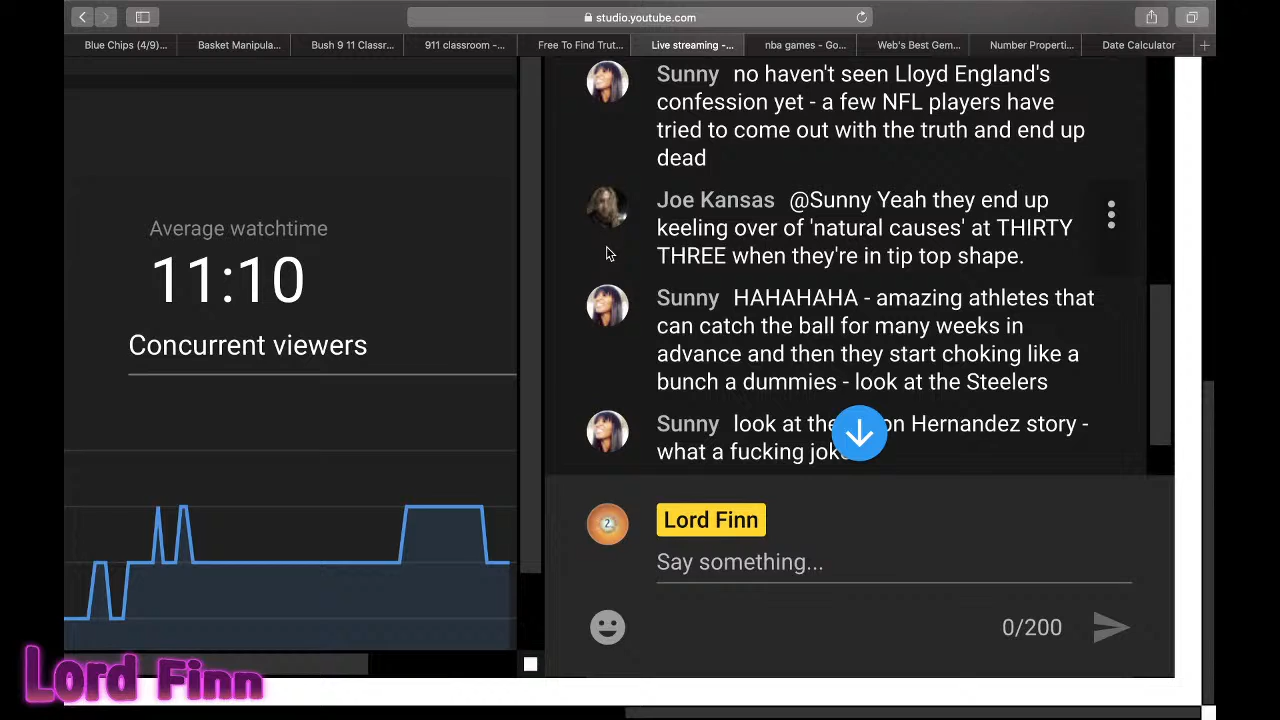 studio.youtube.com
Blue Chips (4/9)...
Basket Manipula...
Bush 9 11 Classr...
911 classroom –...
Free To Find Trut...
Live streaming –...
nba games - Go...
Web's Best Gem...
Number Properti...
Date Calculator
Average watchtime
11:10
Concurrent viewers
Sunny no haven't seen Lloyd England's
confession yet - a few NFL players have
tried to come out with the truth and end up
dead
Joe Kansas @Sunny Yeah they end up
keeling over of 'natural causes' at THIRTY
THREE when they're in tip top shape.
Sunny HAHAHAHA - amazing athletes that
can catch the ball for many weeks in
advance and then they start choking like a
bunch a dummies - look at the Steelers
Sunny look at the on Hernandez story -
what a fucking joke
Lord Finn
Say something...
0/200
Lord Finn